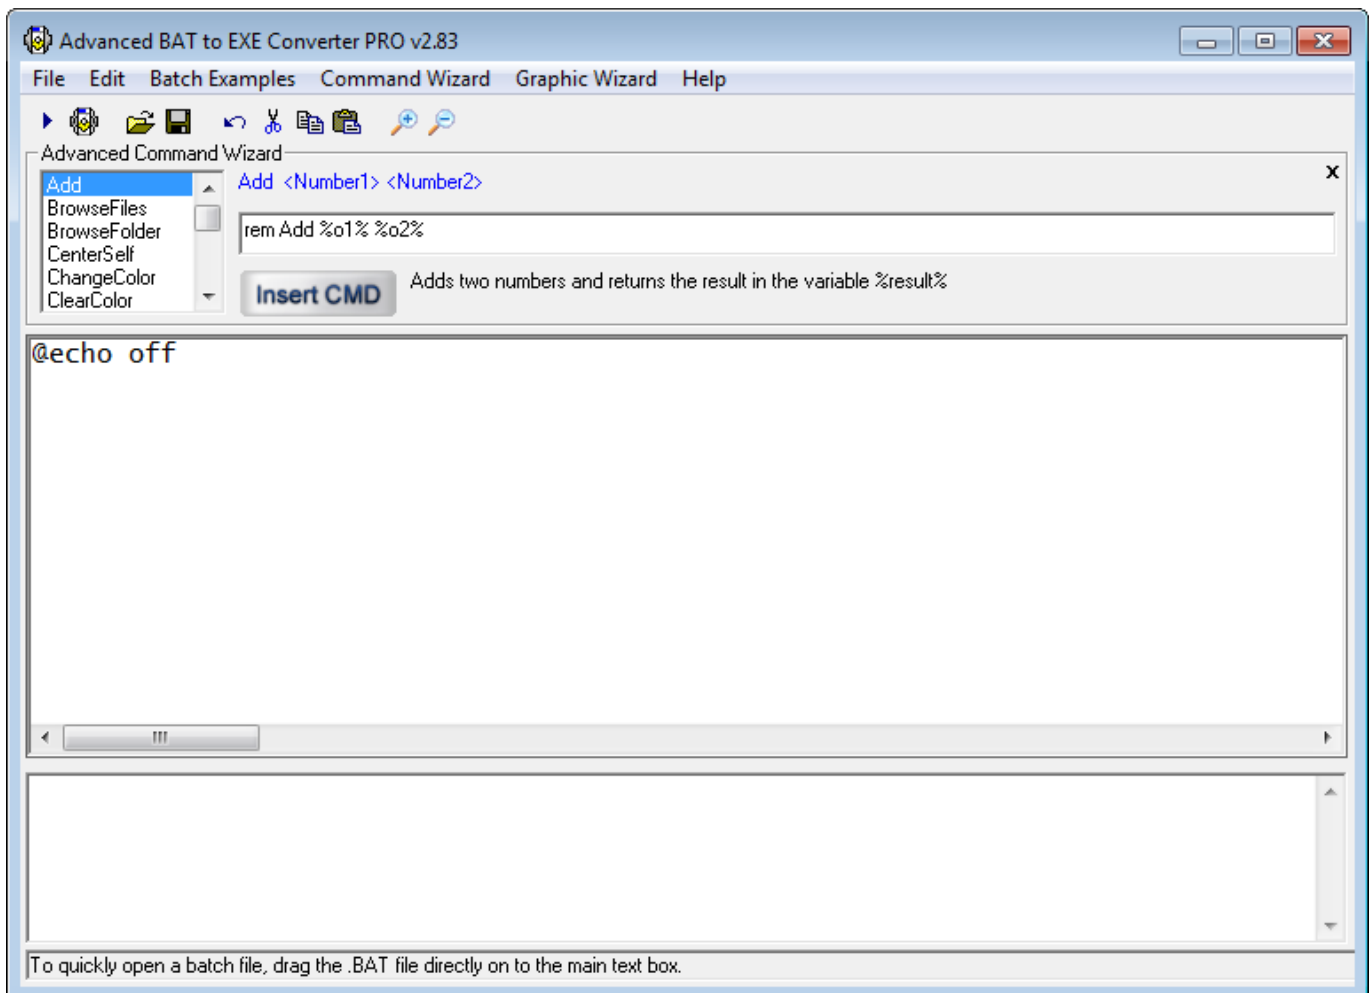 Advanced BAT to EXE Converter PRO v2.83
File Edit Batch Examples Command Wizard Graphic Wizard Help
Advanced Command Wizard
x
Add
BrowseFiles
BrowseFolder
CenterSelf
ChangeColor
ClearColor
Add <Number1> <Number2>
rem Add %o1% %o2%
Insert CMD
Adds two numbers and returns the result in the variable %result%
@echo off
To quickly open a batch file, drag the .BAT file directly on to the main text box.